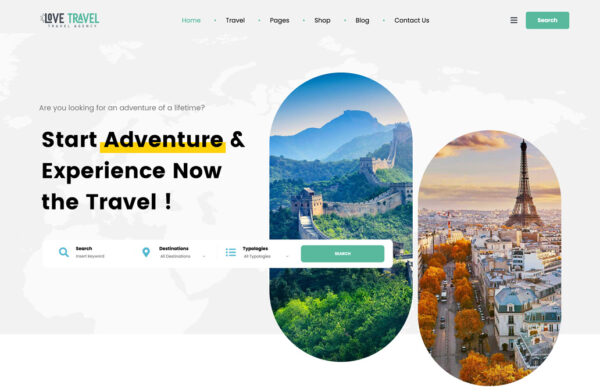 LOVE TRAVEL
TRAVEL AGENCY
Home • Travel • Pages • Shop • Blog • Contact Us
Search
Are you looking for an adventure of a lifetime?
Start Adventure &
Experience Now
the Travel !
Search
Insert Keyword
Destinations
All Destinations
Typologies
All Typologies
SEARCH